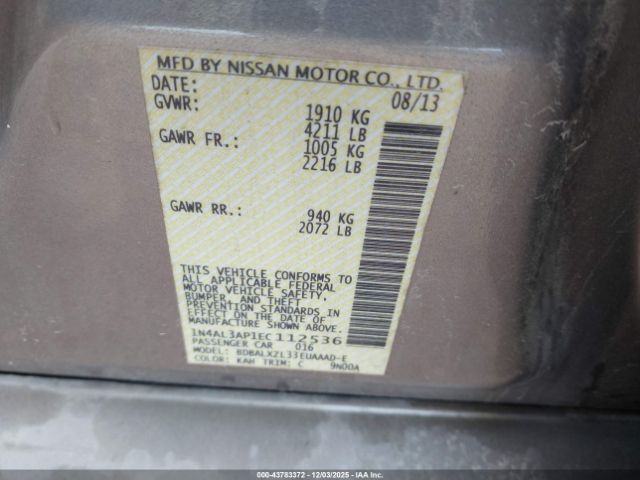 MFD BY NISSAN MOTOR CO., LTD.
DATE: 08/13
GVWR: 1910 KG
4211 LB
GAWR FR.: 1005 KG
2216 LB
GAWR RR.: 940 KG
2072 LB
THIS VEHICLE CONFORMS TO
ALL APPLICABLE FEDERAL
MOTOR VEHICLE SAFETY,
BUMPER, AND THEFT
PREVENTION STANDARDS IN
EFFECT ON THE DATE OF
MANUFACTURE SHOWN ABOVE.
1N4AL3AP1EC112536
PASSENGER CAR 016
MODEL: BDBALXZL33EUAAAD-E
COLOR: KAH TRIM: C 9N00A
000-43783372 - 12/03/2025 - IAA, Inc.